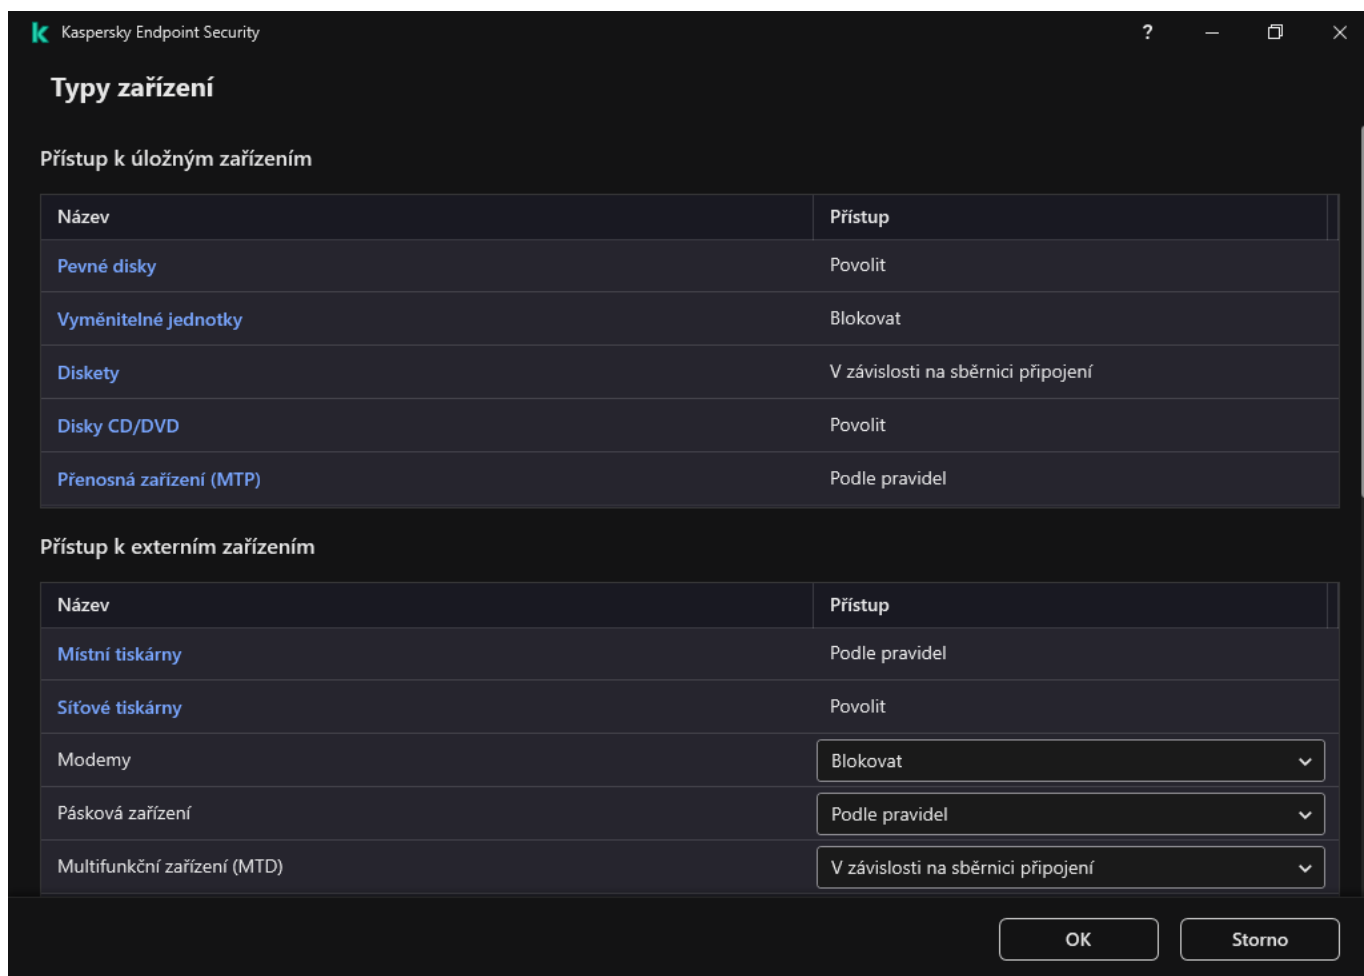 Kaspersky Endpoint Security
?
Typy zařízení
Přístup k úložným zařízením
Název Přístup
Pevné disky Povolit
Vyměnitelné jednotky Blokovat
Diskety V závislosti na sběrnici připojení
Disky CD/DVD Povolit
Přenosná zařízení (MTP) Podle pravidel
Přístup k externím zařízením
Název Přístup
Místní tiskárny Podle pravidel
Síťové tiskárny Povolit
Modemy Blokovat
Pásková zařízení Podle pravidel
Multifunkční zařízení (MTD) V závislosti na sběrnici připojení
OK Storno